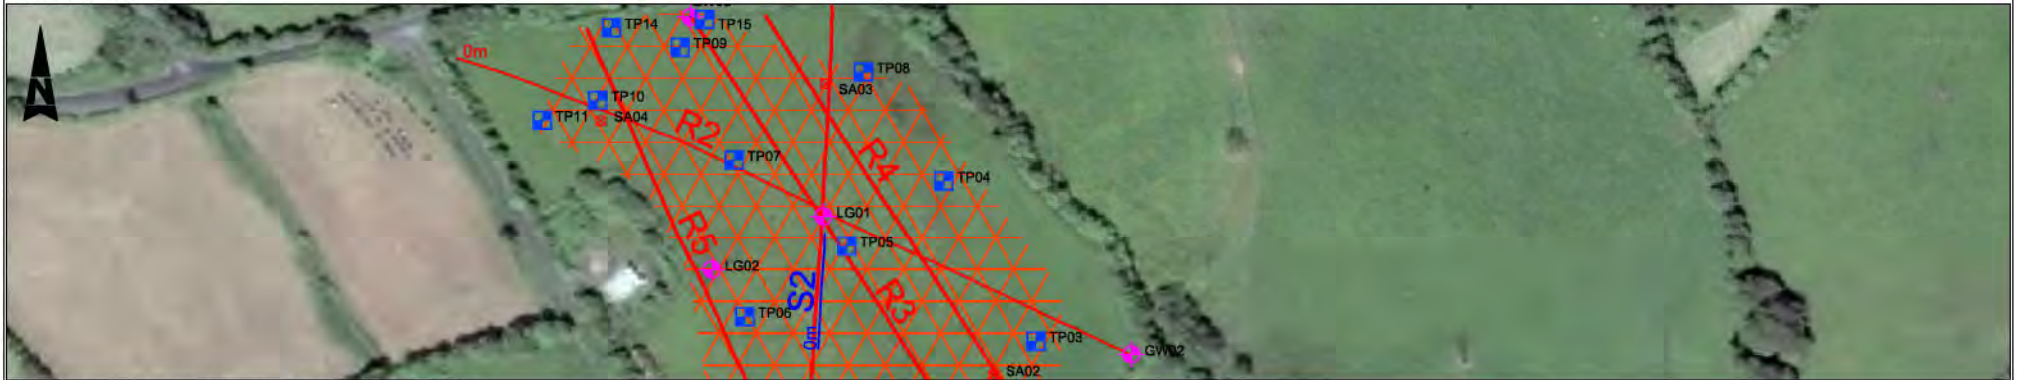 TP14
TP15
0m
TP09
TP08
SA03
TP10
TP11
SA04
R2
R4
TP07
TP04
LG01
R5
TP05
LG02
S2
R3
TP06
0m
TP03
GW02
SA02
N